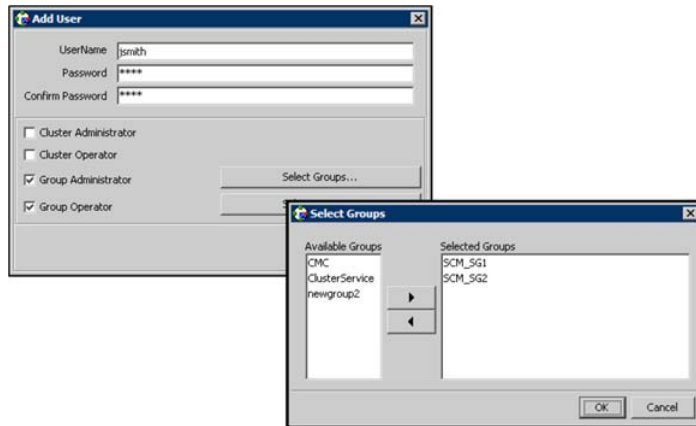 Add User
UserName jsmith
Password ****
Confirm Password ****
Cluster Administrator
Cluster Operator
Group Administrator Select Groups...
Group Operator
Select Groups
Available Groups Selected Groups
CMC SCM_SG1
ClusterService SCM_SG2
newgroup2
OK Cancel